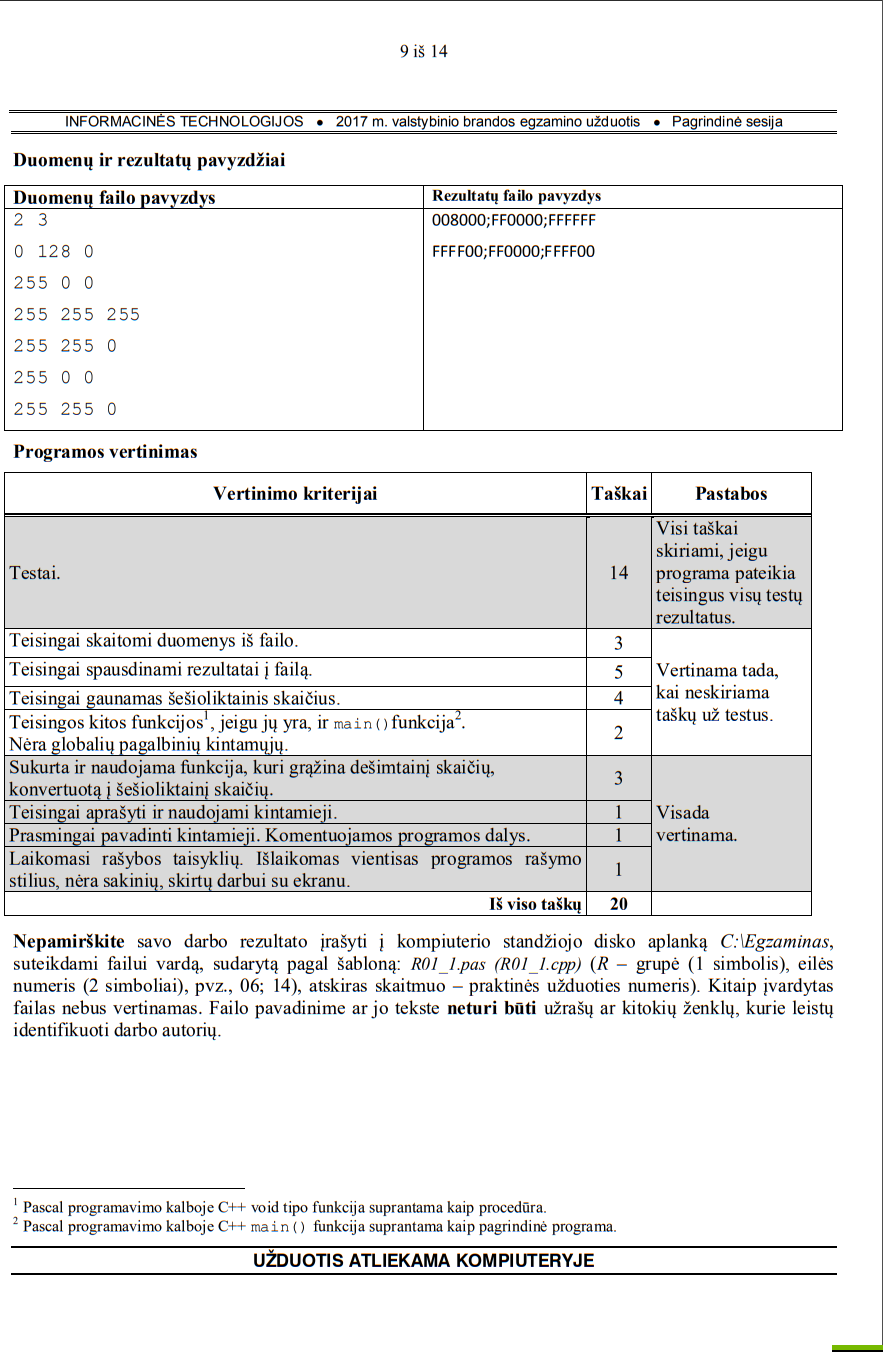 9 iš 14
INFORMACINĖS TECHNOLOGIJOS ● 2017 m. valstybinio brandos egzamino užduotis ● Pagrindinė sesija
Duomenų ir rezultatų pavyzdžiai
Duomenų failo pavyzdys
2 3
0 128 0
255 0 0
255 255 255
255 255 0
255 0 0
255 255 0
Rezultatų failo pavyzdys
008000;FF0000;FFFFFF
FFFF00;FF0000;FFFF00
Programos vertinimas
Vertinimo kriterijai Taškai Pastabos
Testai. 14
Visi taškai
skiriami, jeigu
programa pateikia
teisingus visų testų
rezultatus.
Teisingai skaitomi duomenys iš failo. 3
Teisingai spausdinami rezultatai į failą. 5
Teisingai gaunamas šešioliktainis skaičius. 4
Teisingos kitos funkcijos1, jeigu jų yra, ir main()funkcija2.
Nėra globalių pagalbinių kintamųjų. 2
Vertinama tada,
kai neskiriama
taškų už testus.
Sukurta ir naudojama funkcija, kuri grąžina dešimtainį skaičių,
konvertuotą į šešioliktainį skaičių. 3
Teisingai aprašyti ir naudojami kintamieji. 1
Prasmingai pavadinti kintamieji. Komentuojamos programos dalys. 1
Laikomasi rašybos taisyklių. Išlaikomas vientisas programos rašymo
stilius, nėra sakinių, skirtų darbui su ekranu. 1
Visada
vertinama.
Iš viso taškų 20
Nepamirškite savo darbo rezultato įrašyti į kompiuterio standžiojo disko aplanką C:\Egzaminas,
suteikdami failui vardą, sudarytą pagal šabloną: R01_1.pas (R01_1.cpp) (R – grupė (1 simbolis), eilės
numeris (2 simboliai), pvz., 06; 14), atskiras skaitmuo – praktinės užduoties numeris). Kitaip įvardytas
failas nebus vertinamas. Failo pavadinime ar jo tekste neturi būti užrašų ar kitokių ženklų, kurie leistų
identifikuoti darbo autorių.
1 Pascal programavimo kalboje C++ void tipo funkcija suprantama kaip procedūra.
2 Pascal programavimo kalboje C++ main() funkcija suprantama kaip pagrindinė programa.
UŽDUOTIS ATLIEKAMA KOMPIUTERYJE